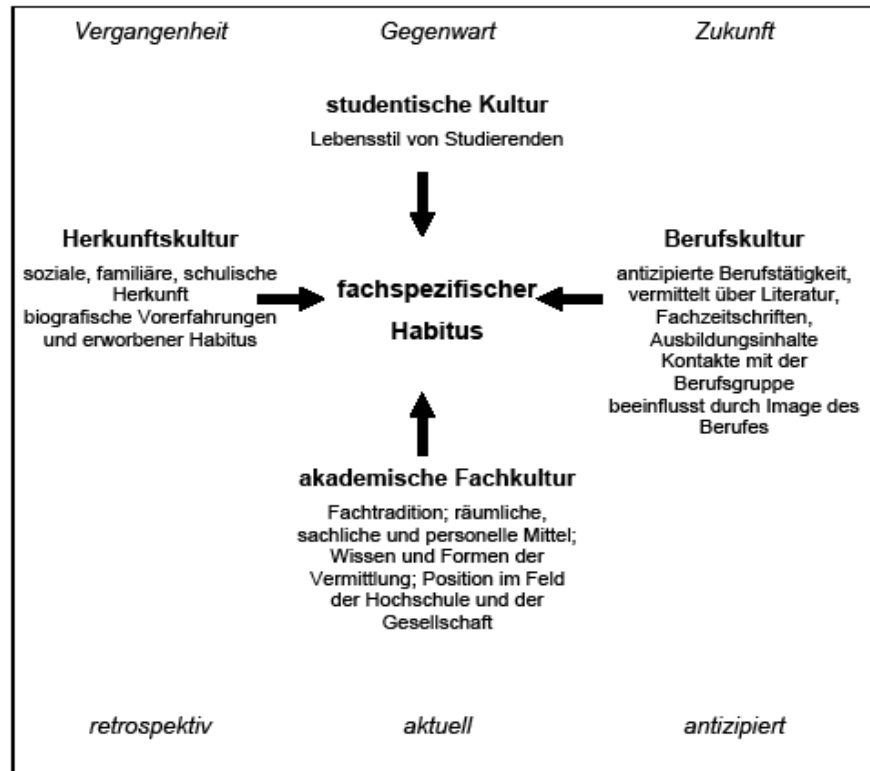 Vergangenheit Gegenwart Zukunft
studentische Kultur
Lebensstil von Studierenden
Herkunftskultur
soziale, familiäre, schulische
Herkunft
biografische Vorerfahrungen
und erworbener Habitus
fachspezifischer
Habitus
Berufskultur
antizipierte Berufstätigkeit,
vermittelt über Literatur,
Fachzeitschriften,
Ausbildungsinhalte
Kontakte mit der
Berufsgruppe
beeinflusst durch Image des
Berufes
akademische Fachkultur
Fachtradition; räumliche,
sachliche und personelle Mittel;
Wissen und Formen der
Vermittlung; Position im Feld
der Hochschule und der
Gesellschaft
retrospektiv aktuell antizipiert